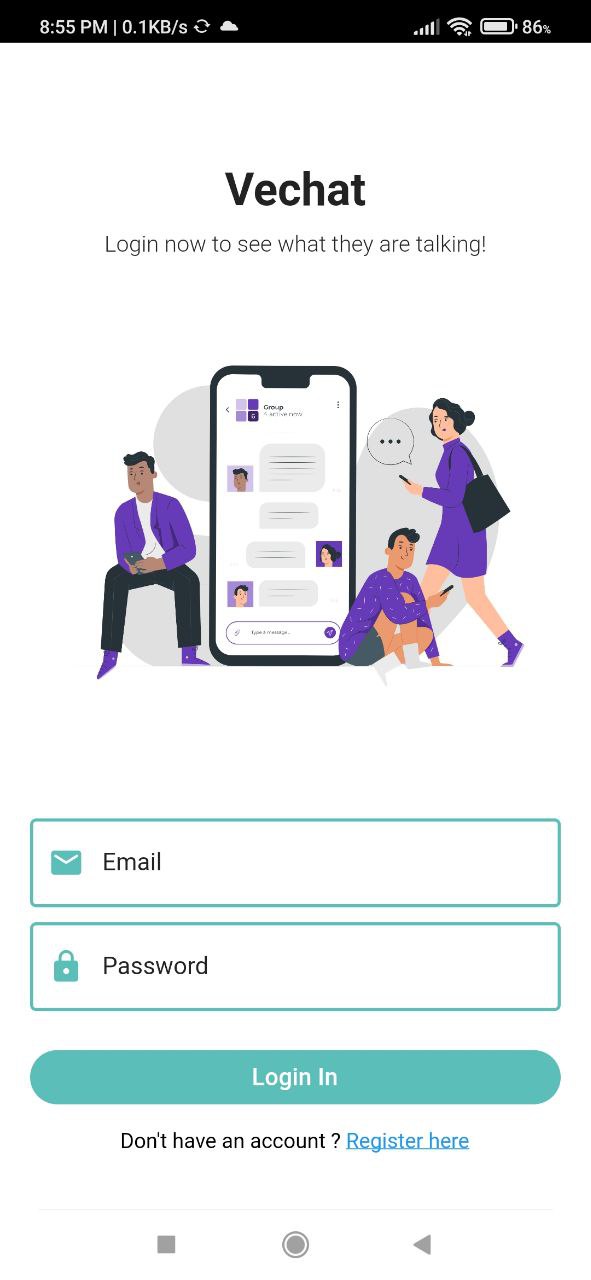 8:55 PM | 0.1KB/s 86%
Vechat
Login now to see what they are talking!
Group
Type a message...
Email
Password
Login In
Don't have an account ? Register here